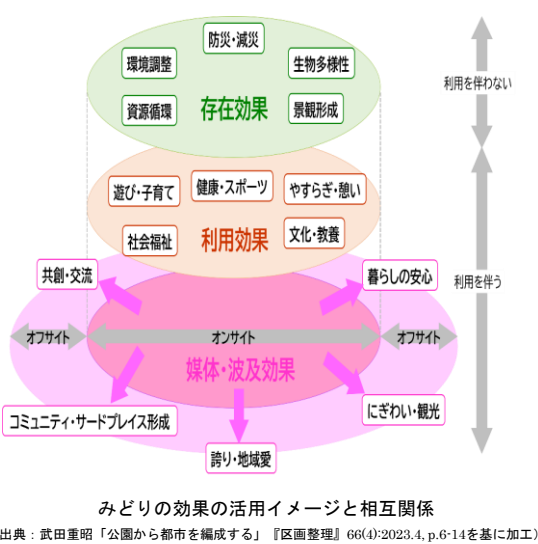 防災・減災
環境調整
生物多様性
資源循環
存在効果
景観形成
利用を伴わない
遊び・子育て
健康・スポーツ
やすらぎ・憩い
社会福祉
利用効果
文化・教養
共創・交流
暮らしの安心
利用を伴う
オフサイト
オンサイト
オフサイト
媒体・波及効果
コミュニティ・サードプレイス形成
にぎわい・観光
誇り・地域愛
みどりの効果の活用イメージと相互関係
出典：武田重昭「公園から都市を編成する」『区画整理』66(4):2023.4, p.6-14を基に加工）